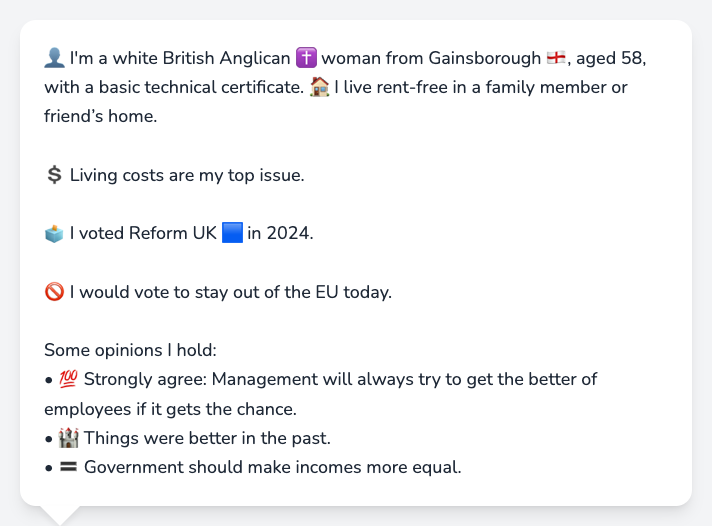 👤 I'm a white British Anglican ✝️ woman from Gainsborough 🏴󠁧󠁢󠁥󠁮󠁧󠁿, aged 58,
with a basic technical certificate. 🏠 I live rent-free in a family member or
friend’s home.
💲 Living costs are my top issue.
🗳️ I voted Reform UK 🟦 in 2024.
🚫 I would vote to stay out of the EU today.
Some opinions I hold:
• 💯 Strongly agree: Management will always try to get the better of
employees if it gets the chance.
• 🏰 Things were better in the past.
• 🟰 Government should make incomes more equal.